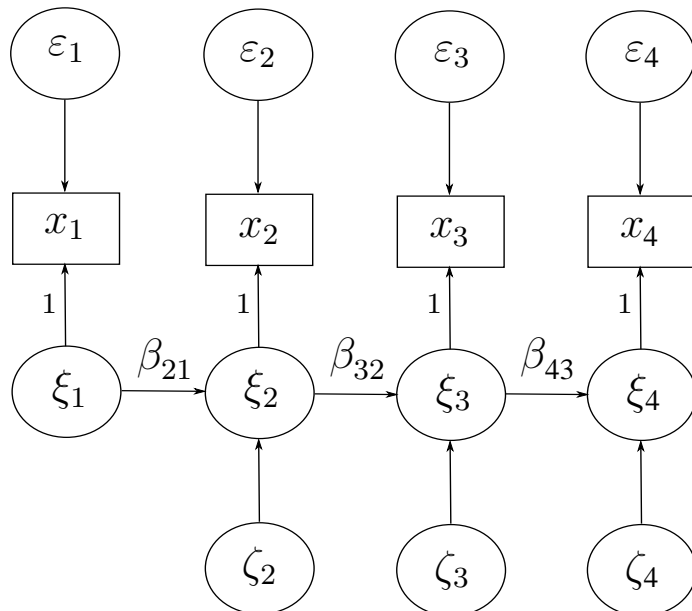 ε₁ ε₂ ε₃ ε₄
x₁ x₂ x₃ x₄
1 1 1 1
β₂₁ β₃₂ β₄₃
ξ₁ ξ₂ ξ₃ ξ₄
ζ₂ ζ₃ ζ₄